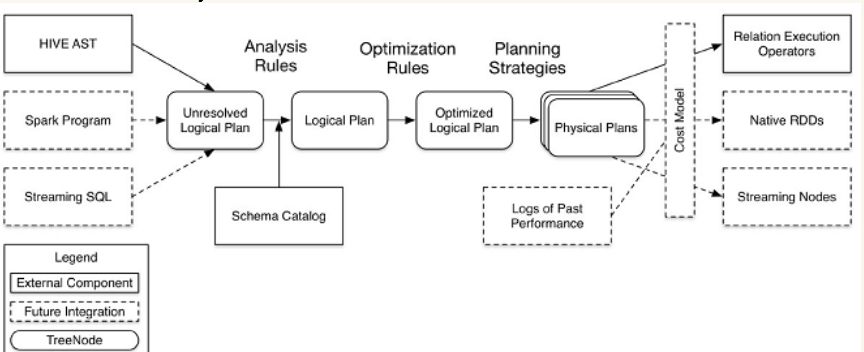 HIVE AST
Spark Program
Streaming SQL
Analysis
Rules
Optimization
Rules
Planning
Strategies
Unresolved
Logical Plan
Logical Plan
Optimized
Logical Plan
Physical Plans
Cost Model
Relation Execution
Operators
Native RDDs
Streaming Nodes
Schema Catalog
Logs of Past
Performance
Legend
External Component
Future Integration
TreeNode